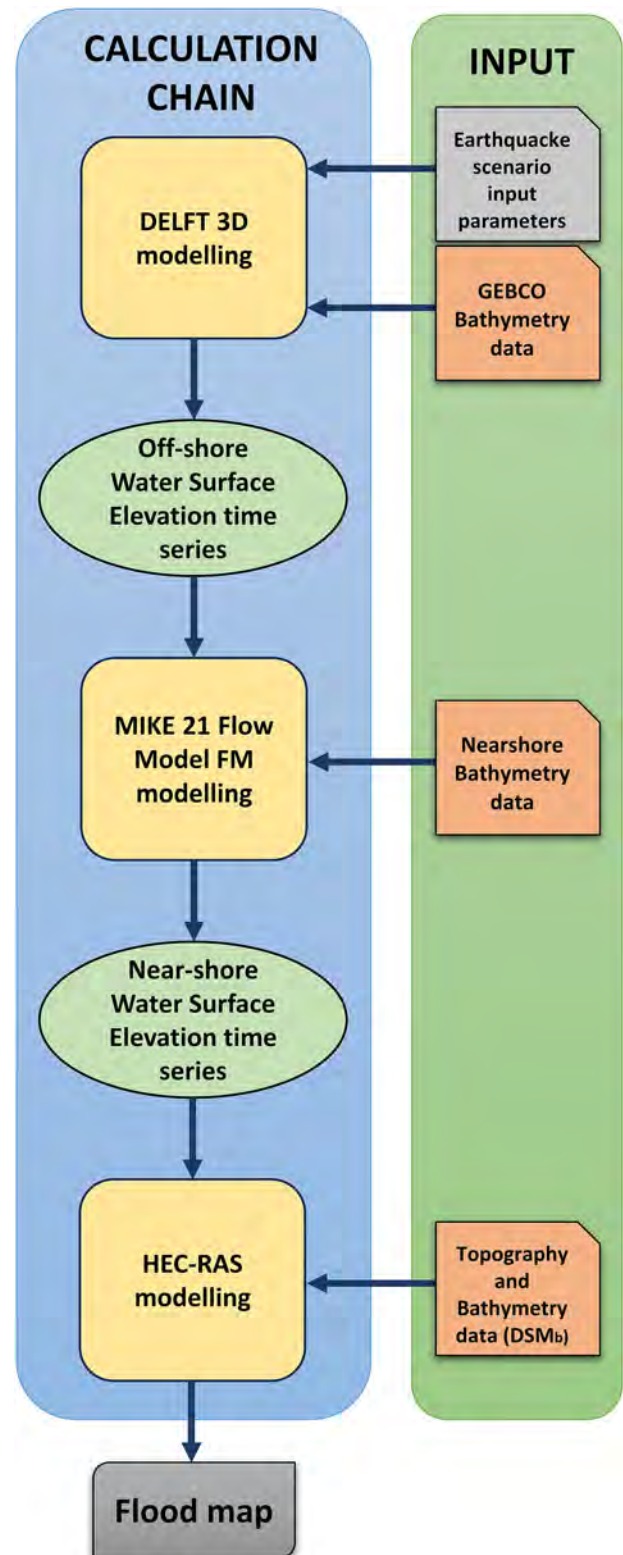 CALCULATION
CHAIN
INPUT
DELFT 3D
modelling
Earthquacke
scenario
input
parameters
GEBCO
Bathymetry
data
Off-shore
Water Surface
Elevation time
series
MIKE 21 Flow
Model FM
modelling
Nearshore
Bathymetry
data
Near-shore
Water Surface
Elevation time
series
HEC-RAS
modelling
Topography
and
Bathymetry
data (DSMb)
Flood map